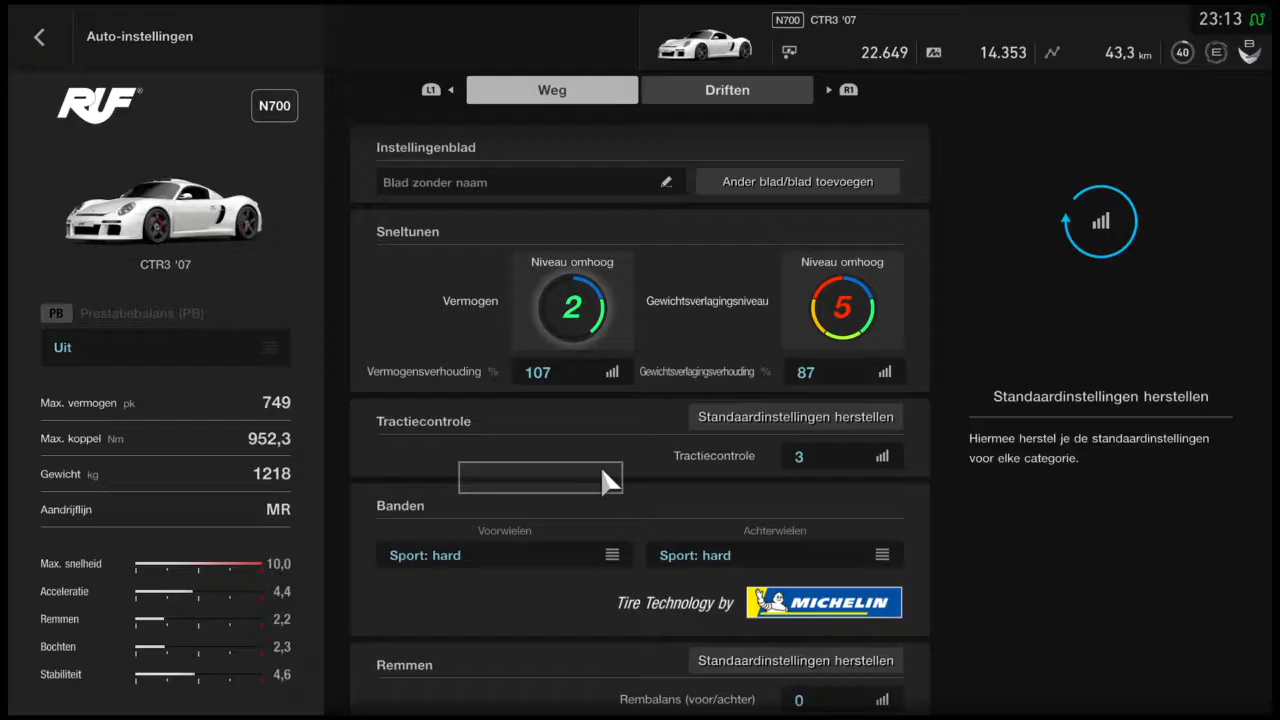 Auto-instellingen
N700 CTR3 '07
22.649
14.353
43,3 km
40
E
B
23:13
RUF
N700
CTR3 '07
PB Prestatiebalans (PB)
Uit
Max. vermogen pk 749
Max. koppel Nm 952,3
Gewicht kg 1218
Aandrijflijn MR
Max. snelheid 10,0
Acceleratie 4,4
Remmen 2,2
Bochten 2,3
Stabiliteit 4,6
L1 Weg Driften R1
Instellingenblad
Blad zonder naam Ander blad/blad toevoegen
Sneltunen
Niveau omhoog Niveau omhoog
Vermogen 2 Gewichtsverlagingsniveau 5
Vermogensverhouding % 107 Gewichtsverlagingsverhouding % 87
Tractiecontrole Standaardinstellingen herstellen
Tractiecontrole 3
Banden
Voorwielen Achterwielen
Sport: hard Sport: hard
Tire Technology by MICHELIN
Remmen Standaardinstellingen herstellen
Rembalans (voor/achter) 0
Standaardinstellingen herstellen
Hiermee herstel je de standaardinstellingen
voor elke categorie.